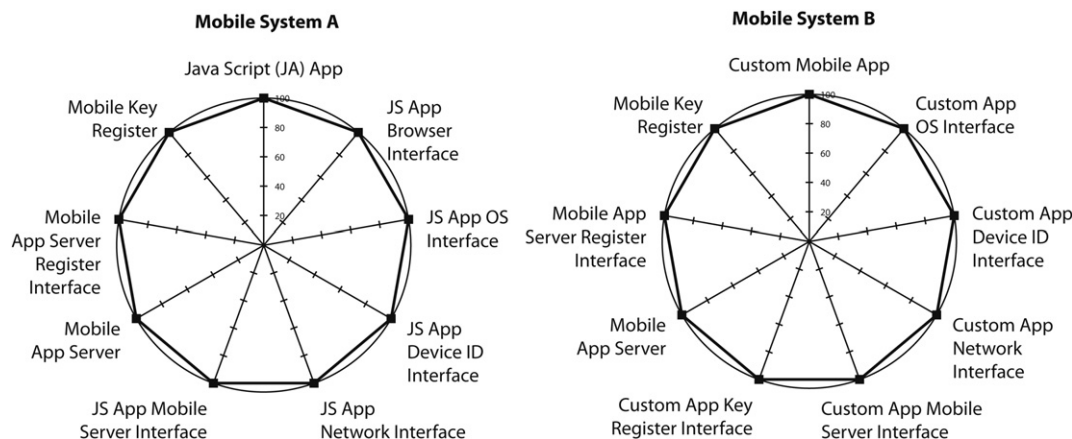 Mobile System A
Java Script (JA) App
JS App
Browser
Interface
JS App OS
Interface
JS App
Device ID
Interface
JS App
Network Interface
JS App Mobile
Server Interface
Mobile
App Server
Mobile
App Server
Register
Interface
Mobile Key
Register
100
80
60
40
20
Mobile System B
Custom Mobile App
Custom App
OS Interface
Custom App
Device ID
Interface
Custom App
Network
Interface
Custom App Mobile
Server Interface
Custom App Key
Register Interface
Mobile
App Server
Mobile App
Server Register
Interface
Mobile Key
Register
100
80
60
40
20